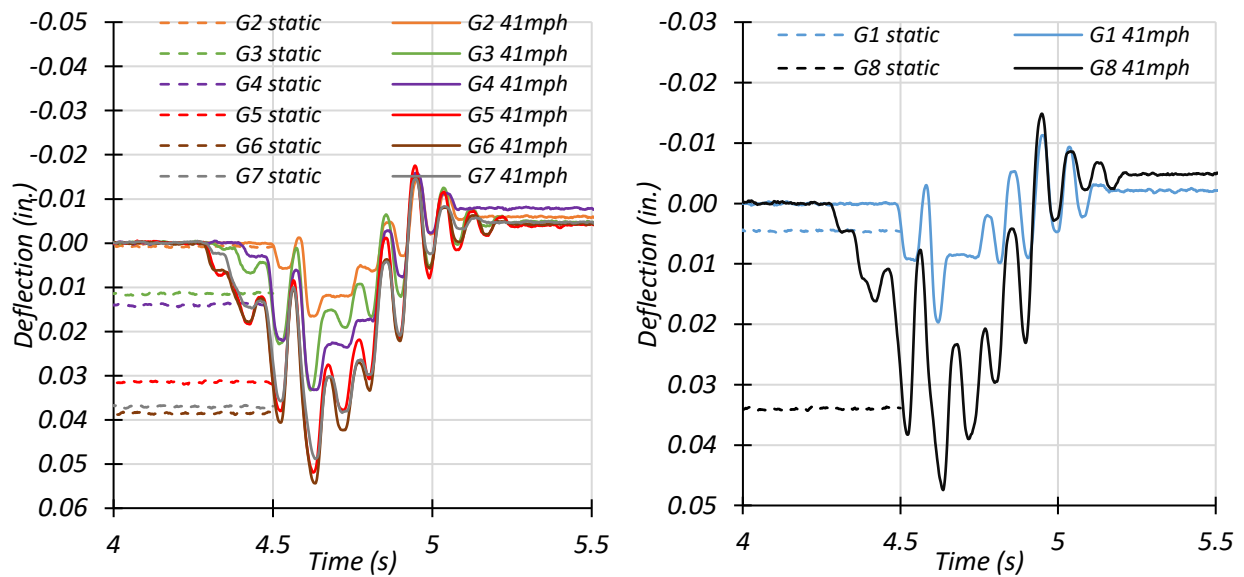 -0.05
-0.04
-0.03
-0.02
-0.01
0.00
0.01
0.02
0.03
0.04
0.05
0.06
Deflection (in.)
G2 static G2 41mph
G3 static G3 41mph
G4 static G4 41mph
G5 static G5 41mph
G6 static G6 41mph
G7 static G7 41mph
4 4.5 5 5.5
Time (s)
-0.03
-0.02
-0.01
0.00
0.01
0.02
0.03
0.04
0.05
Deflection (in.)
G1 static G1 41mph
G8 static G8 41mph
4 4.5 5 5.5
Time (s)